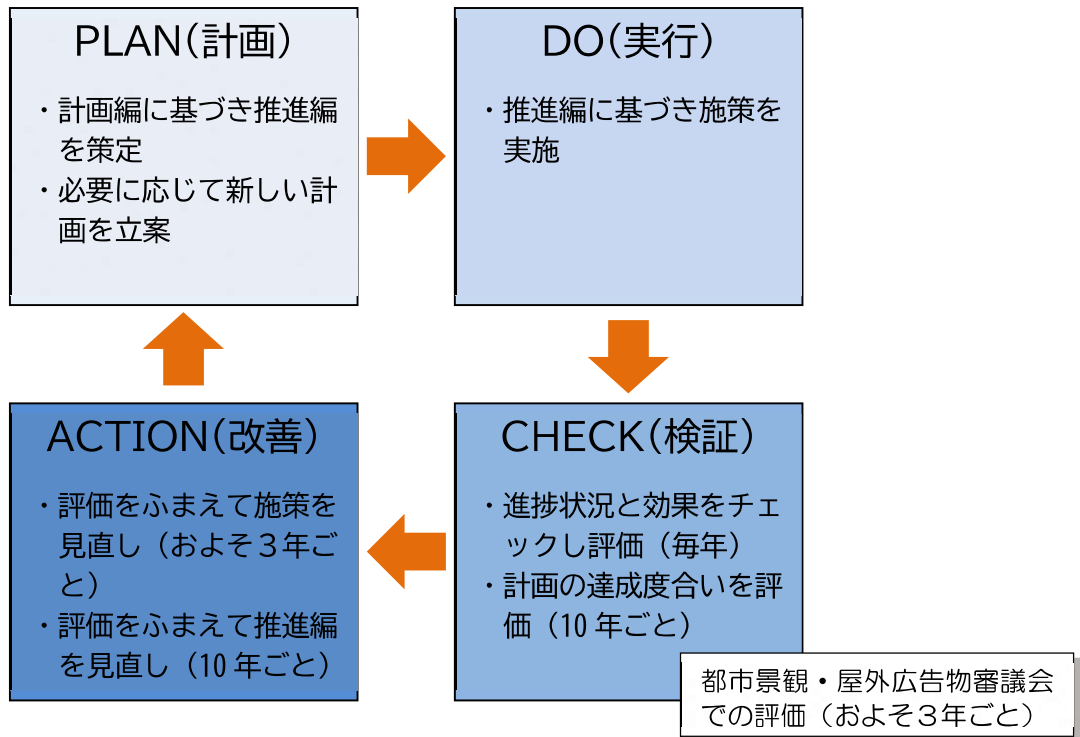 PLAN(計画)
・計画編に基づき推進編
を策定
・必要に応じて新しい計
画を立案
DO(実行)
・推進編に基づき施策を
実施
CHECK(検証)
・進捗状況と効果をチェ
ックし評価（毎年）
・計画の達成度合いを評
価（10 年ごと）
都市景観・屋外広告物審議会
での評価（およそ３年ごと）
ACTION(改善)
・評価をふまえて施策を
見直し（およそ３年ご
と）
・評価をふまえて推進編
を見直し（10 年ごと）